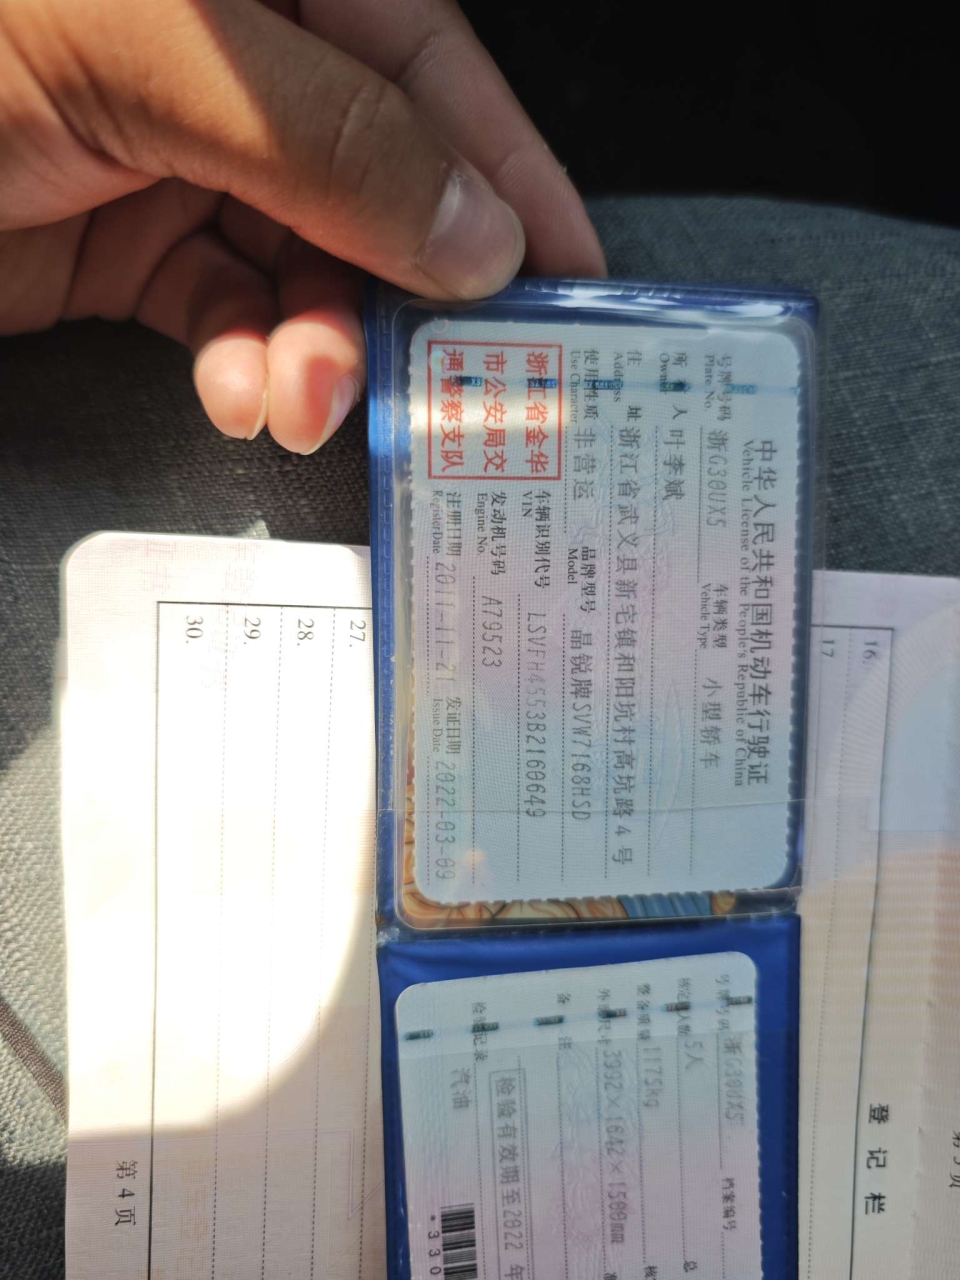 中华人民共和国机动车行驶证
Vehicle License of the People's Republic of China
号牌号码 浙G30UX5 车辆类型 小型轿车
Plate No. Vehicle Type
所有人 叶李斌
Owner
住址 浙江省武义县新宅镇和阳坑村高坑路4号
Address
使用性质 非营运 品牌型号 晶锐牌SVW7168HSD
Use Character Model
浙江省金华
市公安局交
通警察支队
车辆识别代号 LSVFH4553B2160649
VIN
发动机号码 A79523
Engine No.
注册日期 2011-11-21 发证日期 2022-03-09
Register Date Issue Date
号牌号码 浙G30UX5 档案编号
核定载人数 5人 总
整备质量 1175kg 核
外廓尺寸 3992×1642×1500mm 准
备注
检验有效期至2022 年
检验记录 汽油
*330
16.
17
登记栏
27.
28.
29.
30.
第4页